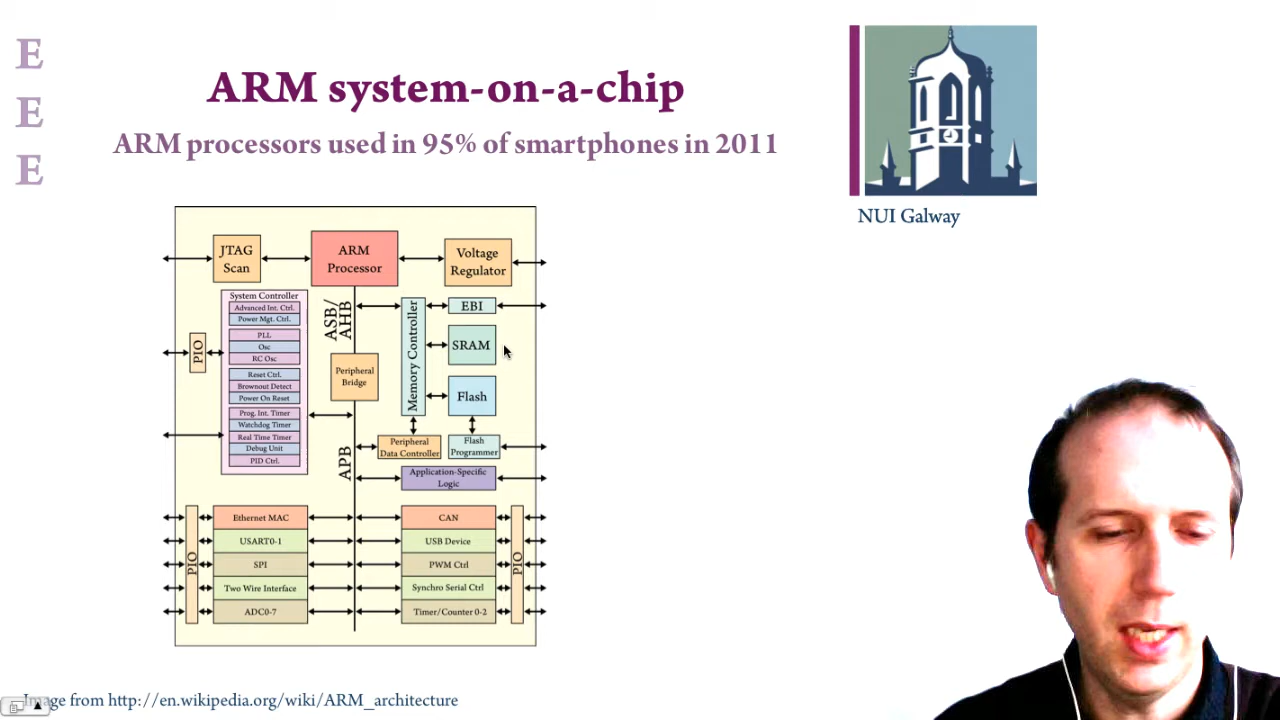 E
E
E
ARM system-on-a-chip
ARM processors used in 95% of smartphones in 2011
NUI Galway
JTAG
Scan
ARM
Processor
Voltage
Regulator
System Controller
Advanced Int. Ctrl.
Power Mgt. Ctrl.
PLL
Osc
RC Osc
Reset Ctrl.
Brownout Detect
Power On Reset
Prog. Int. Timer
Watchdog Timer
Real Time Timer
Debug Unit
PID Ctrl.
PIO
ASB/
AHB
Peripheral
Bridge
APB
Memory Controller
EBI
SRAM
Flash
Peripheral
Data Controller
Flash
Programmer
Application-Specific
Logic
PIO
Ethernet MAC
USART0-1
SPI
Two Wire Interface
ADC0-7
CAN
USB Device
PWM Ctrl
Synchro Serial Ctrl
Timer/Counter 0-2
PIO
Image from http://en.wikipedia.org/wiki/ARM_architecture